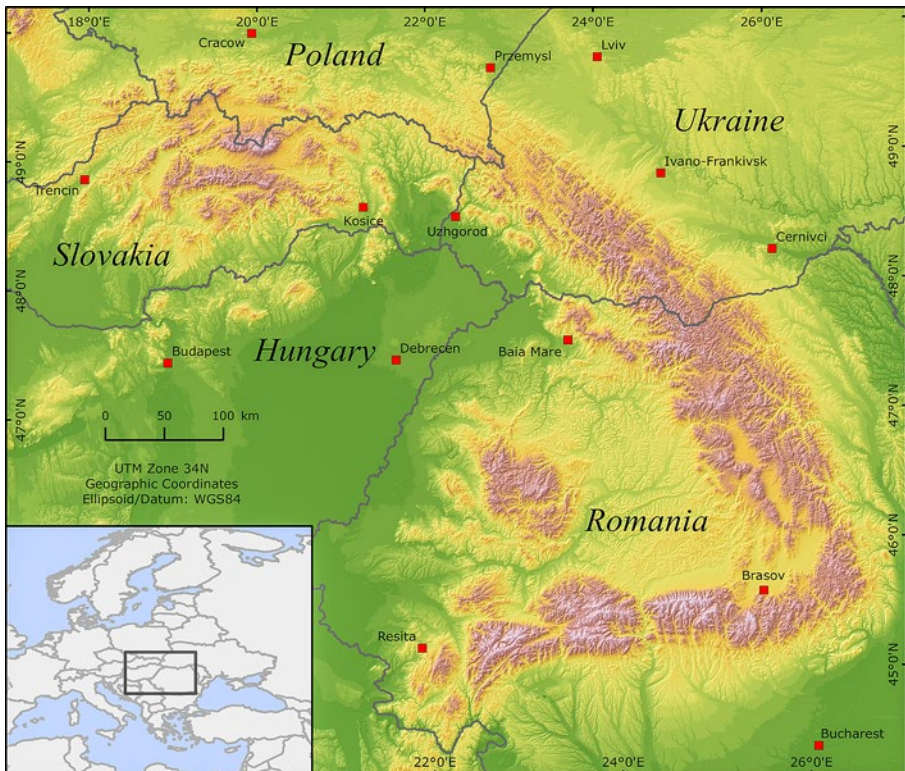 18°0'E
20°0'E
22°0'E
24°0'E
26°0'E
Cracow
Poland
Przemysl
Lviv
Ukraine
49°0'N
49°0'N
Ivano-Frankivsk
Trencin
Kosice
Uzhgorod
Cernivci
Slovakia
48°0'N
48°0'N
Budapest
Hungary
Debrecen
Baia Mare
47°0'N
47°0'N
0 50 100 km
UTM Zone 34N
Geographic Coordinates
Ellipsoid/Datum: WGS84
Romania
46°0'N
Brasov
Resita
45°0'N
Bucharest
22°0'E
24°0'E
26°0'E